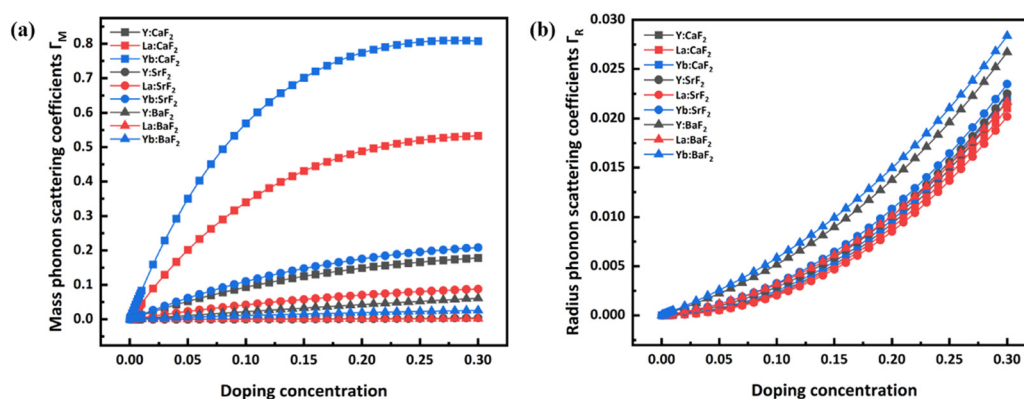 (a)
Mass phonon scattering coefficients Γ_M
0.8
0.7
0.6
0.5
0.4
0.3
0.2
0.1
0.0
Y:CaF₂
La:CaF₂
Yb:CaF₂
Y:SrF₂
La:SrF₂
Yb:SrF₂
Y:BaF₂
La:BaF₂
Yb:BaF₂
0.00 0.05 0.10 0.15 0.20 0.25 0.30
Doping concentration
(b)
Radius phonon scattering coefficients Γ_R
0.030
0.025
0.020
0.015
0.010
0.005
0.000
Y:CaF₂
La:CaF₂
Yb:CaF₂
Y:SrF₂
La:SrF₂
Yb:SrF₂
Y:BaF₂
La:BaF₂
Yb:BaF₂
0.00 0.05 0.10 0.15 0.20 0.25 0.30
Doping concentration